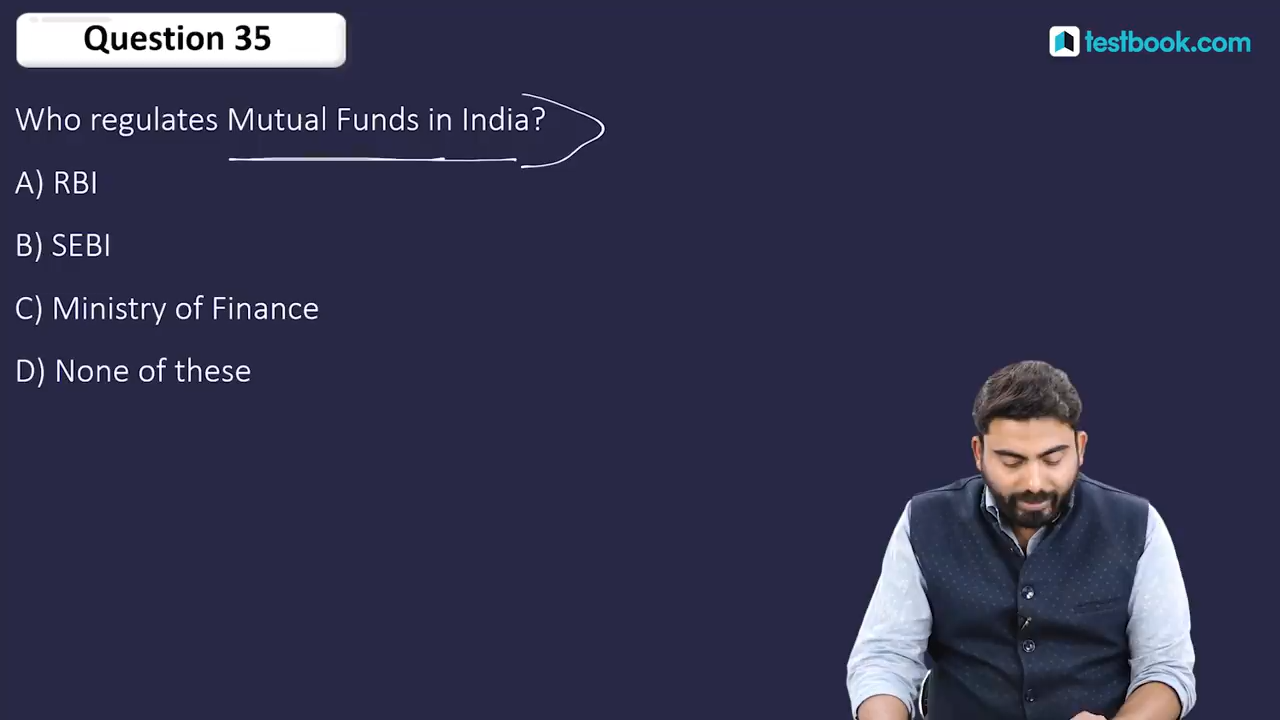 Question 35
testbook.com
Who regulates Mutual Funds in India?
A) RBI
B) SEBI
C) Ministry of Finance
D) None of these